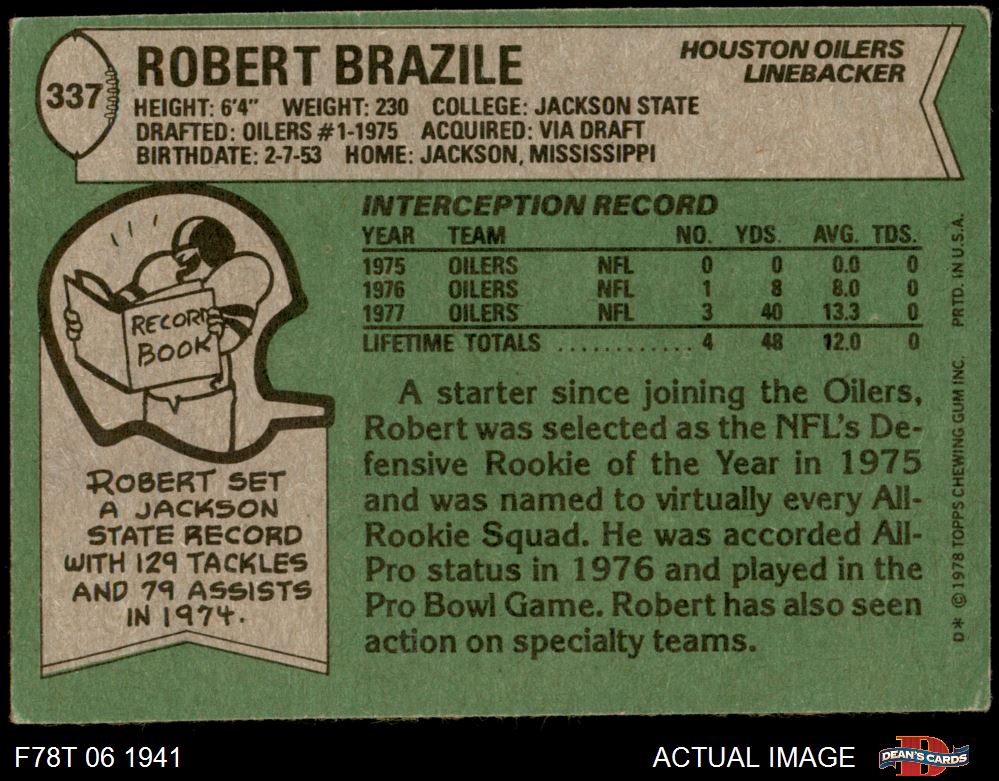 337
ROBERT BRAZILE
HOUSTON OILERS
LINEBACKER
HEIGHT: 6'4" WEIGHT: 230 COLLEGE: JACKSON STATE
DRAFTED: OILERS #1-1975 ACQUIRED: VIA DRAFT
BIRTHDATE: 2-7-53 HOME: JACKSON, MISSISSIPPI
RECORD
BOOK
ROBERT SET
A JACKSON
STATE RECORD
WITH 129 TACKLES
AND 79 ASSISTS
IN 1974.
INTERCEPTION RECORD
YEAR TEAM NO. YDS. AVG. TDS.
1975 OILERS NFL 0 0 0.0 0
1976 OILERS NFL 1 8 8.0 0
1977 OILERS NFL 3 40 13.3 0
LIFETIME TOTALS ............ 4 48 12.0 0
A starter since joining the Oilers,
Robert was selected as the NFL's De-
fensive Rookie of the Year in 1975
and was named to virtually every All-
Rookie Squad. He was accorded All-
Pro status in 1976 and played in the
Pro Bowl Game. Robert has also seen
action on specialty teams.
D* © 1978 TOPPS CHEWING GUM INC. PRTD. IN U.S.A.
F78T 06 1941
ACTUAL IMAGE
DEAN'S CARDS